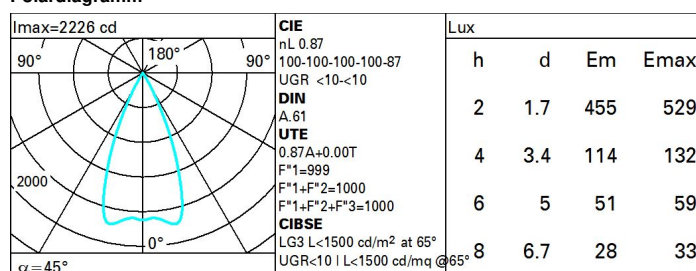 Imax=2226 cd
90° 180° 90°
2000
0°
α=45°
CIE
nL 0.87
100-100-100-100-87
UGR <10-<10
DIN
A.61
UTE
0.87A+0.00T
F"1=999
F"1+F"2=1000
F"1+F"2+F"3=1000
CIBSE
LG3 L<1500 cd/m² at 65°
UGR<10 | L<1500 cd/mq @65°
Lux
h d Em Emax
2 1.7 455 529
4 3.4 114 132
6 5 51 59
8 6.7 28 33